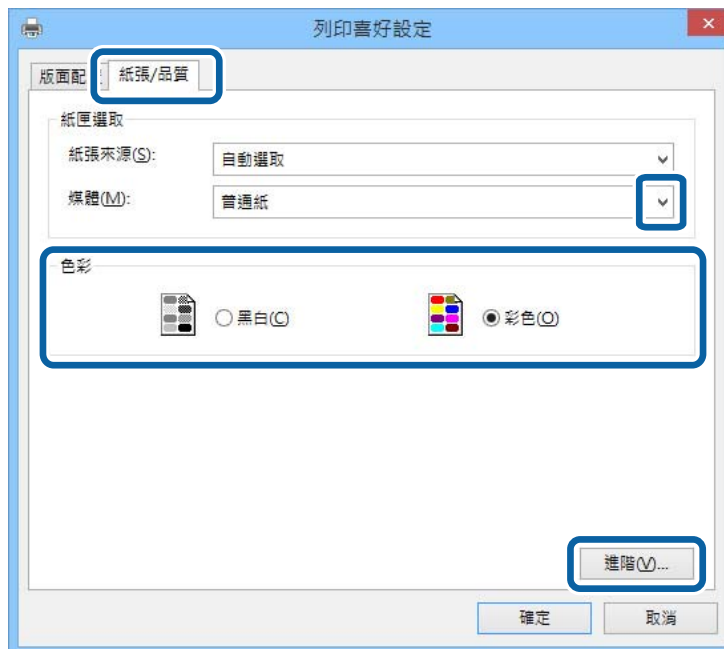 列印喜好設定
版面配 紙張/品質
紙匣選取
紙張來源(S): 自動選取
媒體(M): 普通紙
色彩
黑白(C) 彩色(O)
進階(V)...
確定 取消